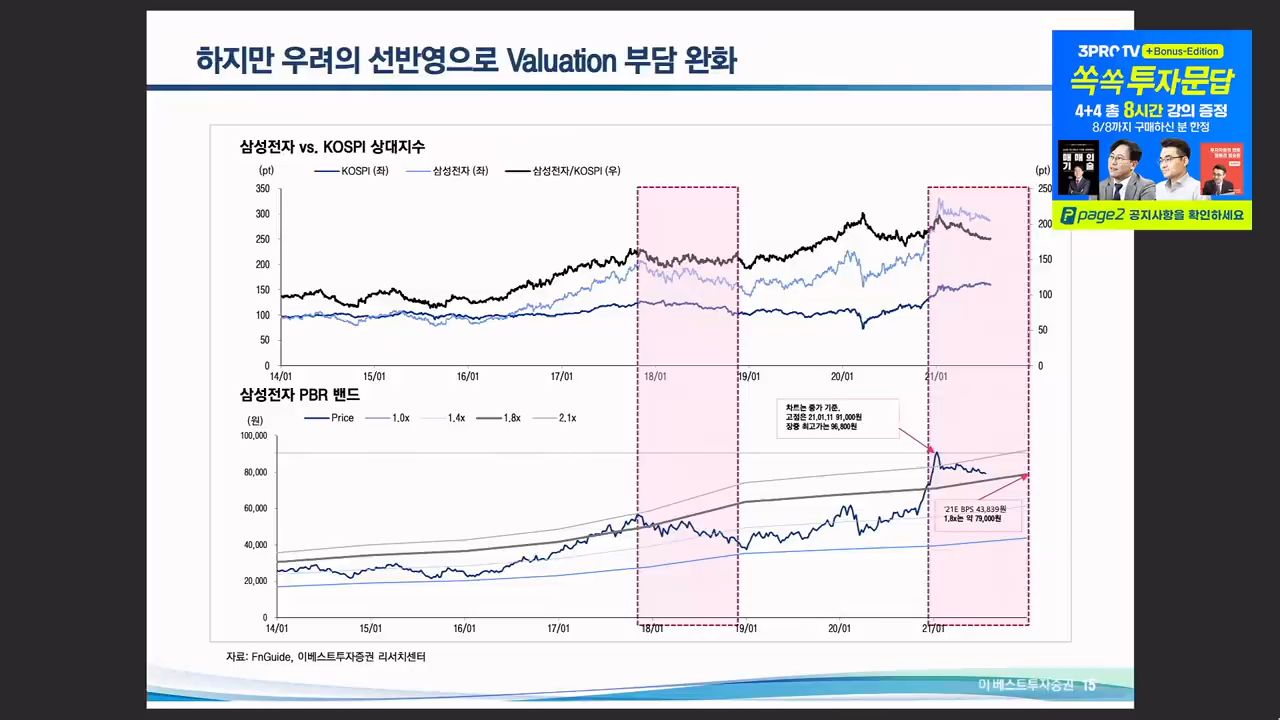 하지만 우려의 선반영으로 Valuation 부담 완화
3PROTV +Bonus-Edition
쏙쏙 투자문답
4+4 총 8시간 강의 증정
8/8까지 구매하신 분 한정
매매의
기술
page2 공지사항을 확인하세요
삼성전자 vs. KOSPI 상대지수
(pt)
KOSPI (좌) 삼성전자 (좌) 삼성전자/KOSPI (우)
(pt)
350
300
250
200
150
100
50
0
250
200
150
100
50
0
14/01 15/01 16/01 17/01 18/01 19/01 20/01 21/01
삼성전자 PBR 밴드
(원)
Price 1.0x 1.4x 1.8x 2.1x
100,000
80,000
60,000
40,000
20,000
0
차트는 종가 기준,
고점은 21.01.11 91,000원
장중 최고가는 96,800원
'21E BPS 43,839원
1.8x는 약 79,000원
14/01 15/01 16/01 17/01 18/01 19/01 20/01 21/01
자료: FnGuide, 이베스트투자증권 리서치센터
이베스트투자증권 15